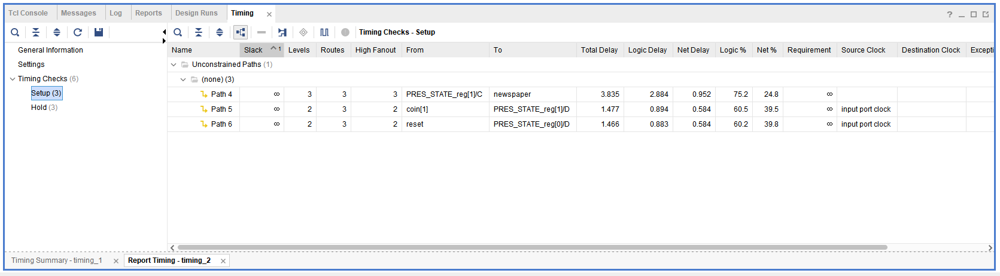 Tcl Console Messages Log Reports Design Runs Timing
Timing Checks - Setup
General Information
Settings
Timing Checks (6)
Setup (3)
Hold (3)
Name Slack 1 Levels Routes High Fanout From To Total Delay Logic Delay Net Delay Logic % Net % Requirement Source Clock Destination Clock Excepti
Unconstrained Paths (1)
(none) (3)
Path 4 ∞ 3 3 3 PRES_STATE_reg[1]/C newspaper 3.835 2.884 0.952 75.2 24.8 ∞
Path 5 ∞ 2 3 2 coin[1] PRES_STATE_reg[1]/D 1.477 0.894 0.584 60.5 39.5 ∞ input port clock
Path 6 ∞ 2 3 2 reset PRES_STATE_reg[0]/D 1.466 0.883 0.584 60.2 39.8 ∞ input port clock
Timing Summary - timing_1 Report Timing - timing_2